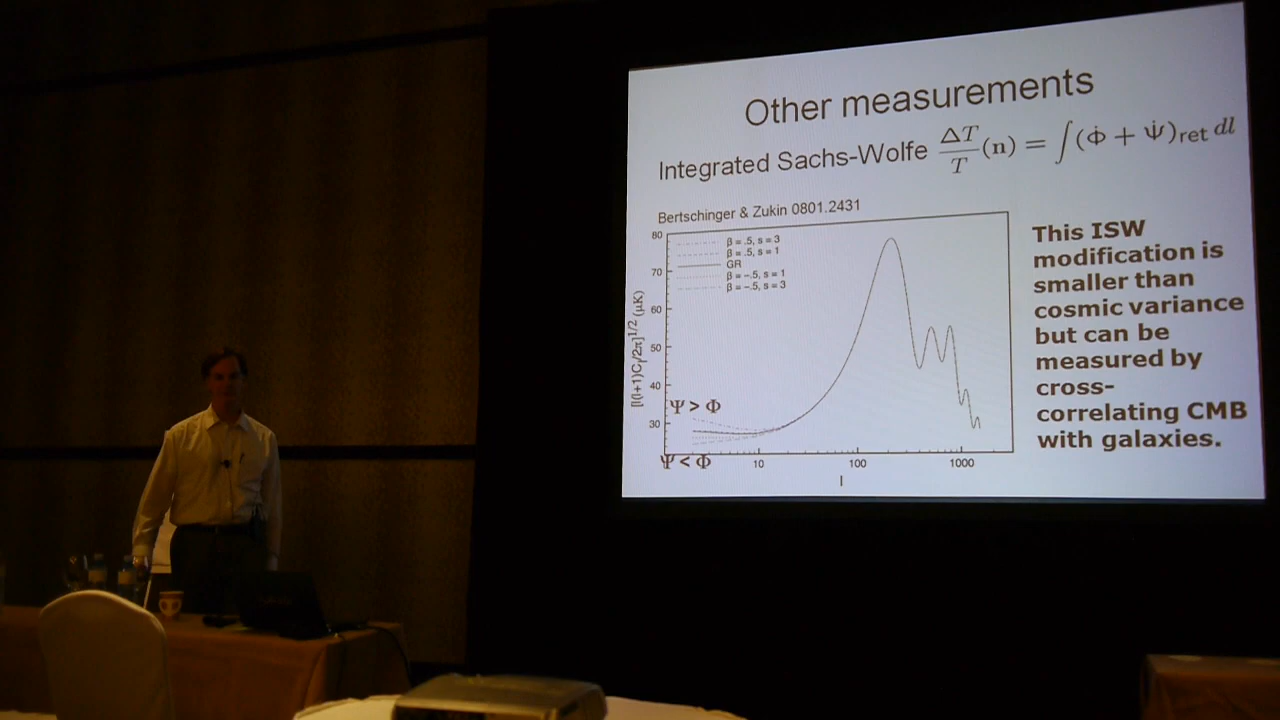 Other measurements
Integrated Sachs-Wolfe ΔT/T (n) = ∫(Φ̇ + Ψ̇)ret dl
Bertschinger & Zukin 0801.2431
80
70
60
50
40
30
[l(l+1)Cl/2π]1/2 (μK)
β = .5, s = 3
β = .5, s = 1
GR
β = -.5, s = 1
β = -.5, s = 3
Ψ > Φ
Ψ < Φ
10
100
1000
l
This ISW
modification is
smaller than
cosmic variance
but can be
measured by
cross-
correlating CMB
with galaxies.